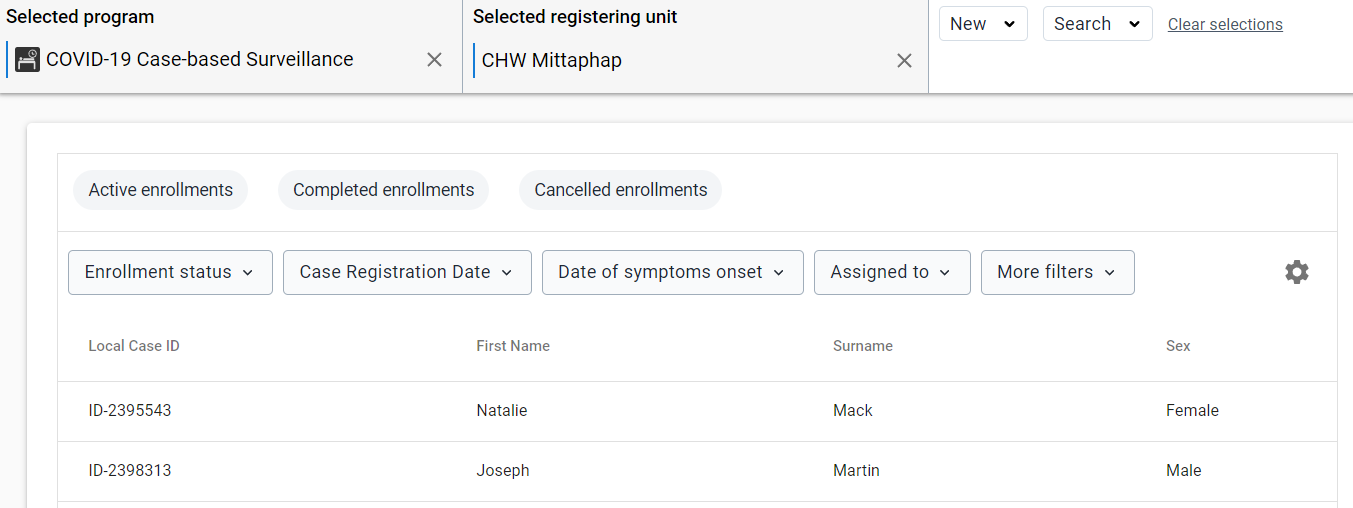 Selected program
Selected registering unit
New
Search
Clear selections
COVID-19 Case-based Surveillance
CHW Mittaphap
Active enrollments
Completed enrollments
Cancelled enrollments
Enrollment status
Case Registration Date
Date of symptoms onset
Assigned to
More filters
Local Case ID
First Name
Surname
Sex
ID-2395543
Natalie
Mack
Female
ID-2398313
Joseph
Martin
Male